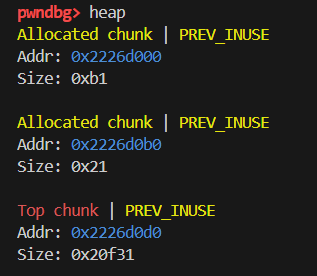 pwndbg> heap
Allocated chunk | PREV_INUSE
Addr: 0x2226d000
Size: 0xb1
Allocated chunk | PREV_INUSE
Addr: 0x2226d0b0
Size: 0x21
Top chunk | PREV_INUSE
Addr: 0x2226d0d0
Size: 0x20f31